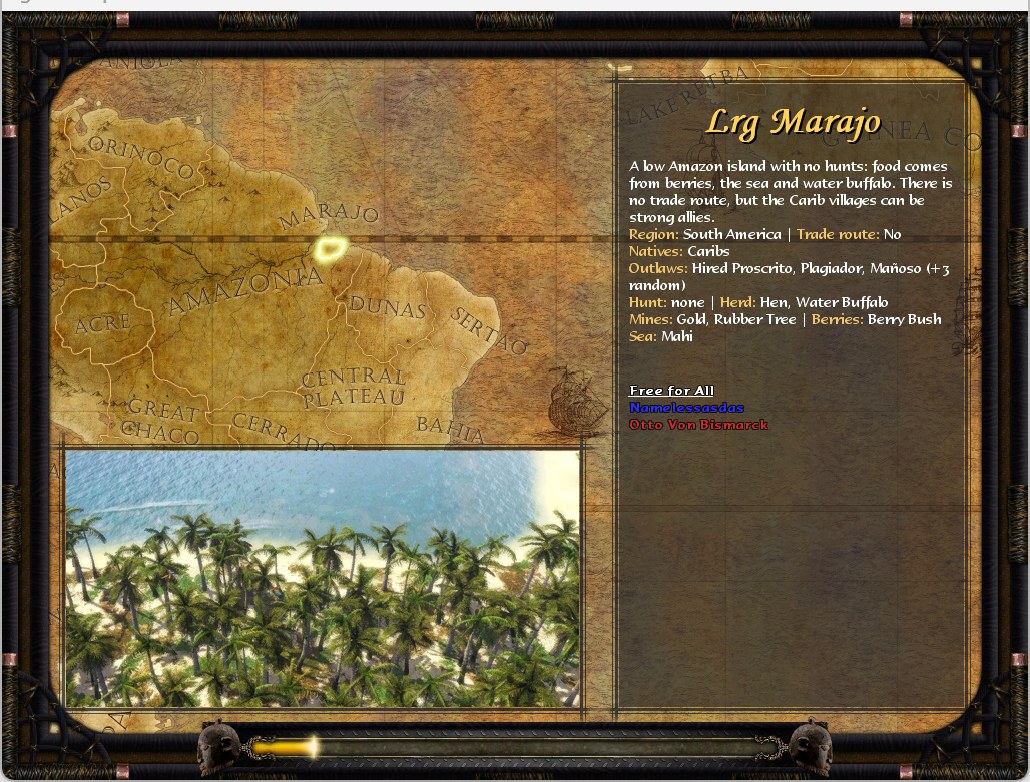 ORINOCO
LANOS
MARAJO
AMAZONIA
ACRE
DUNAS
SERTAO
CENTRAL
PLATEAU
GREAT
CHACO
CERRADO
BAHIA
LAKE
Lrg Marajo
A low Amazon island with no hunts: food comes
from berries, the sea and water buffalo. There is
no trade route, but the Carib villages can be
strong allies.
Region: South America | Trade route: No
Natives: Caribs
Outlaws: Hired Proscrito, Plagiador, Mañoso (+3
random)
Hunt: none | Herd: Hen, Water Buffalo
Mines: Gold, Rubber Tree | Berries: Berry Bush
Sea: Mahi
Free for All
Namelessasdas
Otto Von Bismarck